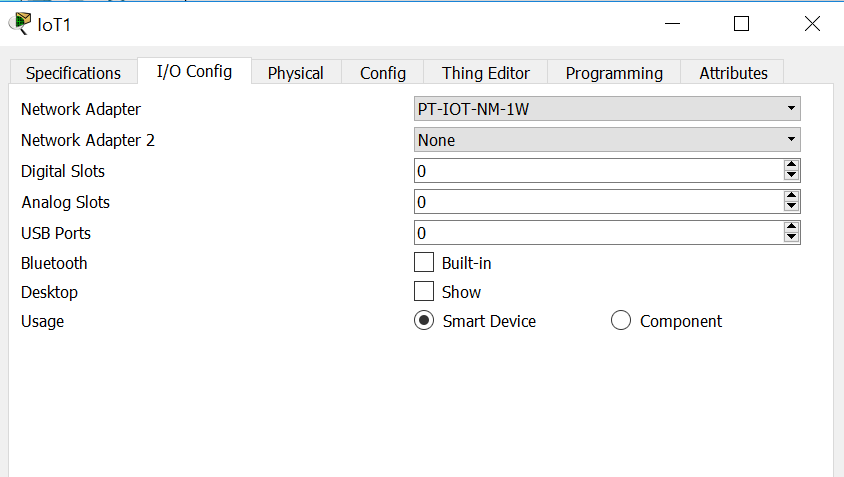 IoT1
Specifications I/O Config Physical Config Thing Editor Programming Attributes
Network Adapter PT-IOT-NM-1W
Network Adapter 2 None
Digital Slots 0
Analog Slots 0
USB Ports 0
Bluetooth Built-in
Desktop Show
Usage Smart Device Component